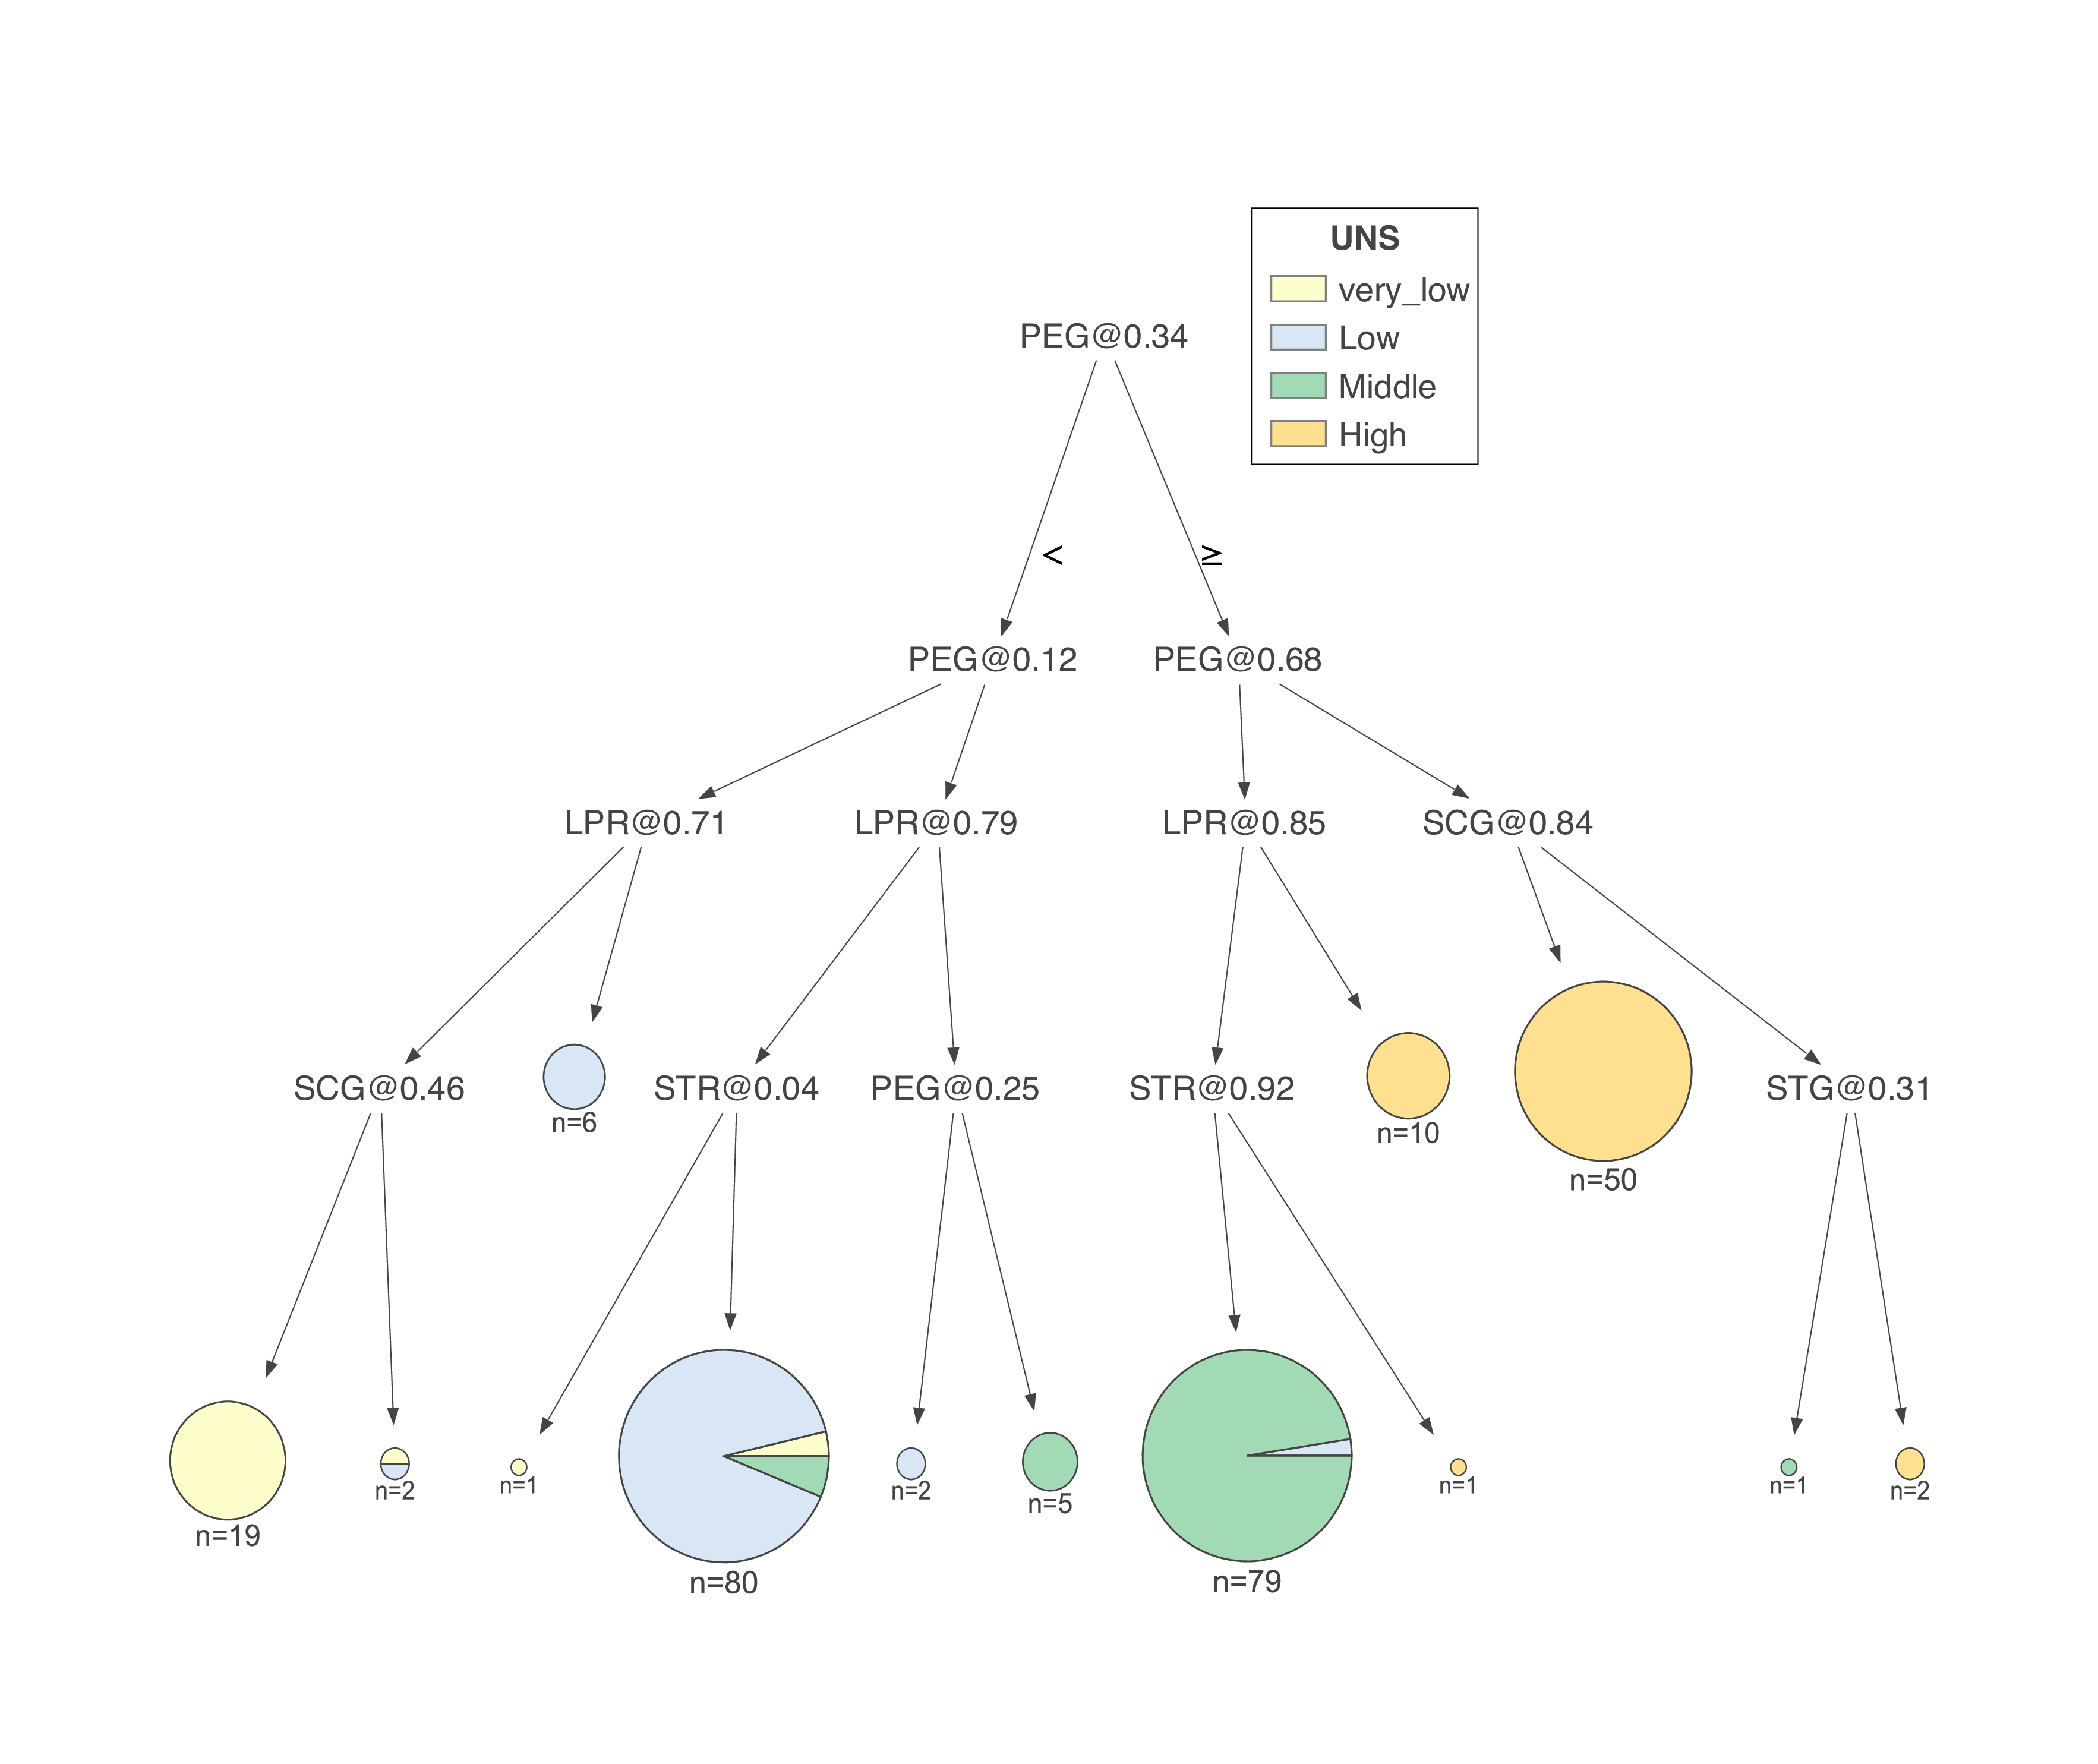 UNS
very_low
Low
Middle
High
PEG@0.34
<
≥
PEG@0.12
PEG@0.68
LPR@0.71
LPR@0.79
LPR@0.85
SCG@0.84
SCG@0.46
n=6
STR@0.04
PEG@0.25
STR@0.92
n=10
n=50
STG@0.31
n=19
n=2
n=1
n=80
n=2
n=5
n=79
n=1
n=1
n=2